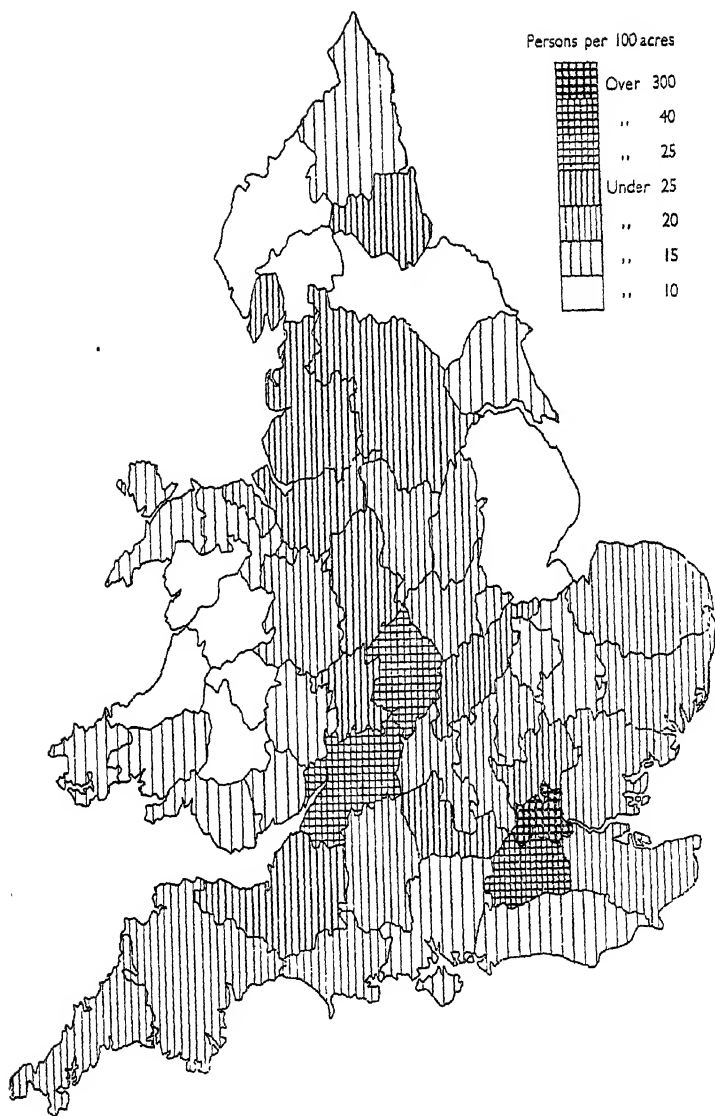 Persons per 100 acres
Over 300
,, 40
,, 25
Under 25
,, 20
,, 15
,, 10